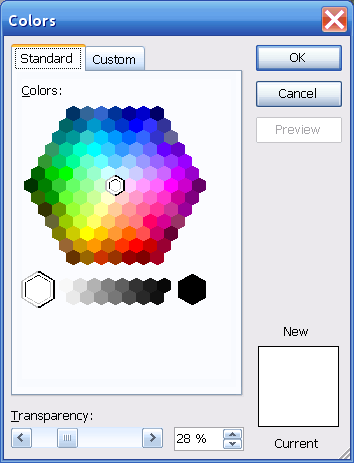 Colors
Standard Custom
OK
Colors:
Cancel
Preview
New
Transparency:
28 %
Current